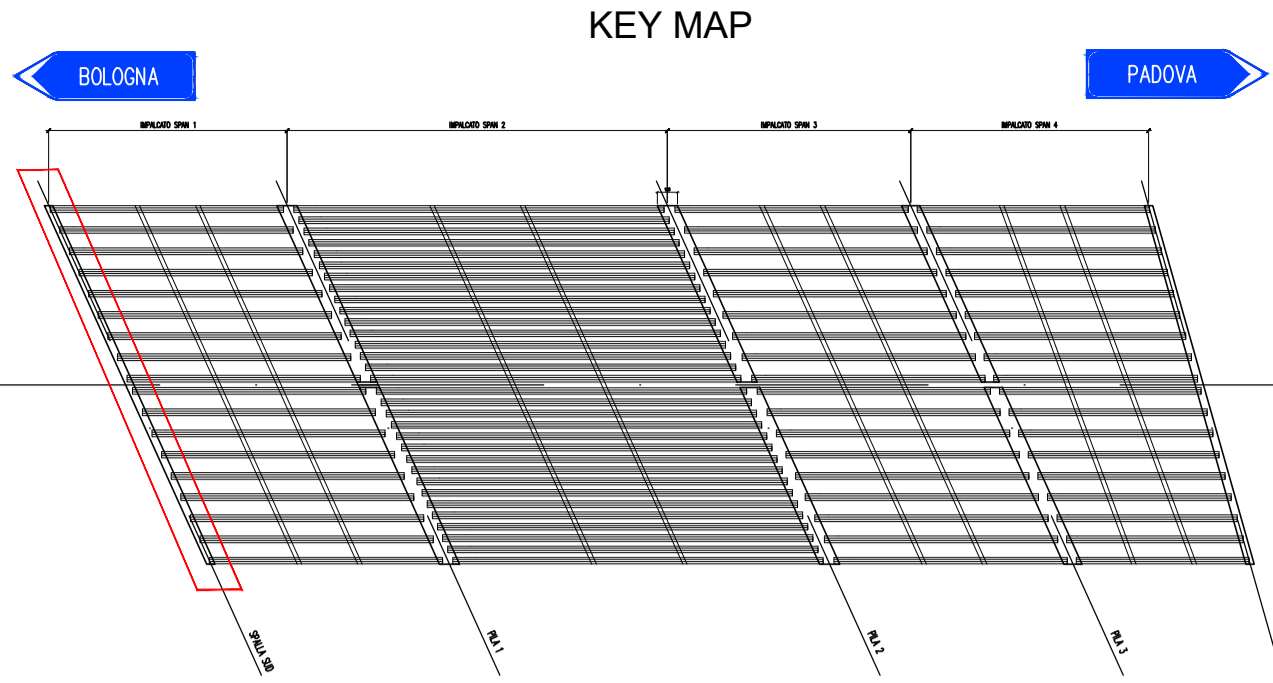 KEY MAP
BOLOGNA
PADOVA
IMPALCATO SPAN 1
IMPALCATO SPAN 2
IMPALCATO SPAN 3
IMPALCATO SPAN 4
SPALLA SUD
PILA 1
PILA 2
PILA 3